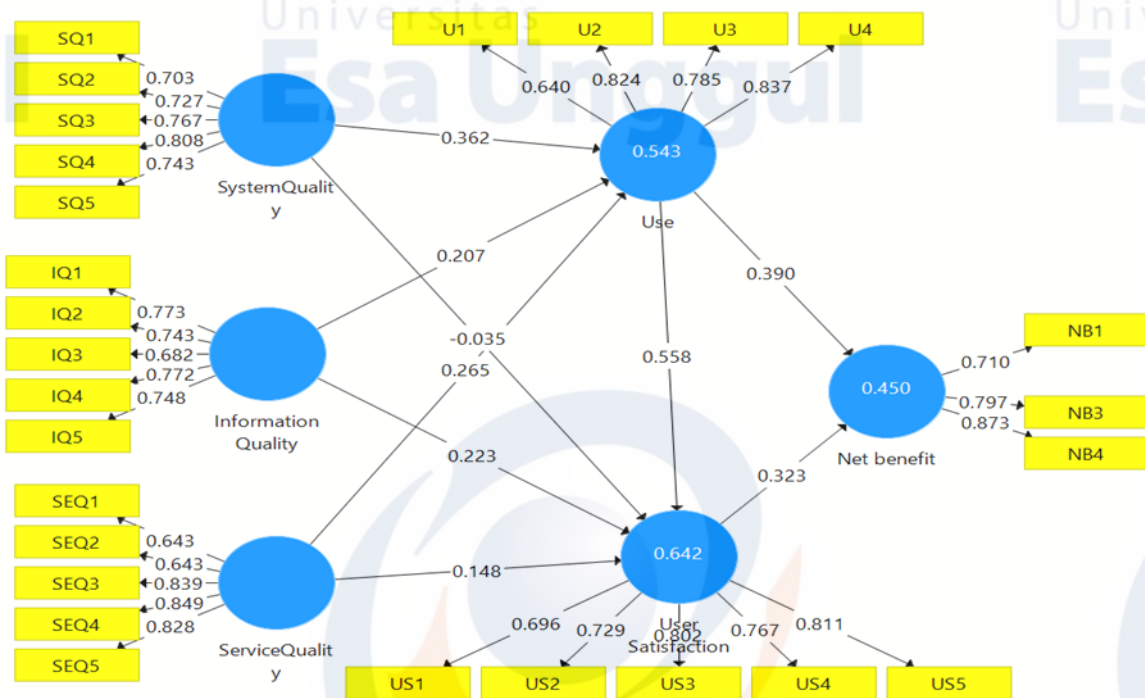 Universitas
Esa Unggul
Univ
Es
SQ1
SQ2
SQ3
SQ4
SQ5
0.703
0.727
0.767
0.808
0.743
SystemQualit
y
IQ1
IQ2
IQ3
IQ4
IQ5
0.773
0.743
0.682
0.772
0.748
Information
Quality
SEQ1
SEQ2
SEQ3
SEQ4
SEQ5
0.643
0.643
0.839
0.849
0.828
ServiceQualit
y
0.362
0.207
-0.035
0.265
0.223
0.148
U1
U2
U3
U4
0.640
0.824
0.785
0.837
0.543
Use
0.558
0.390
0.323
0.642
User
Satisfaction
0.696
0.729
0.802
0.767
0.811
US1
US2
US3
US4
US5
0.450
Net benefit
0.710
0.797
0.873
NB1
NB3
NB4